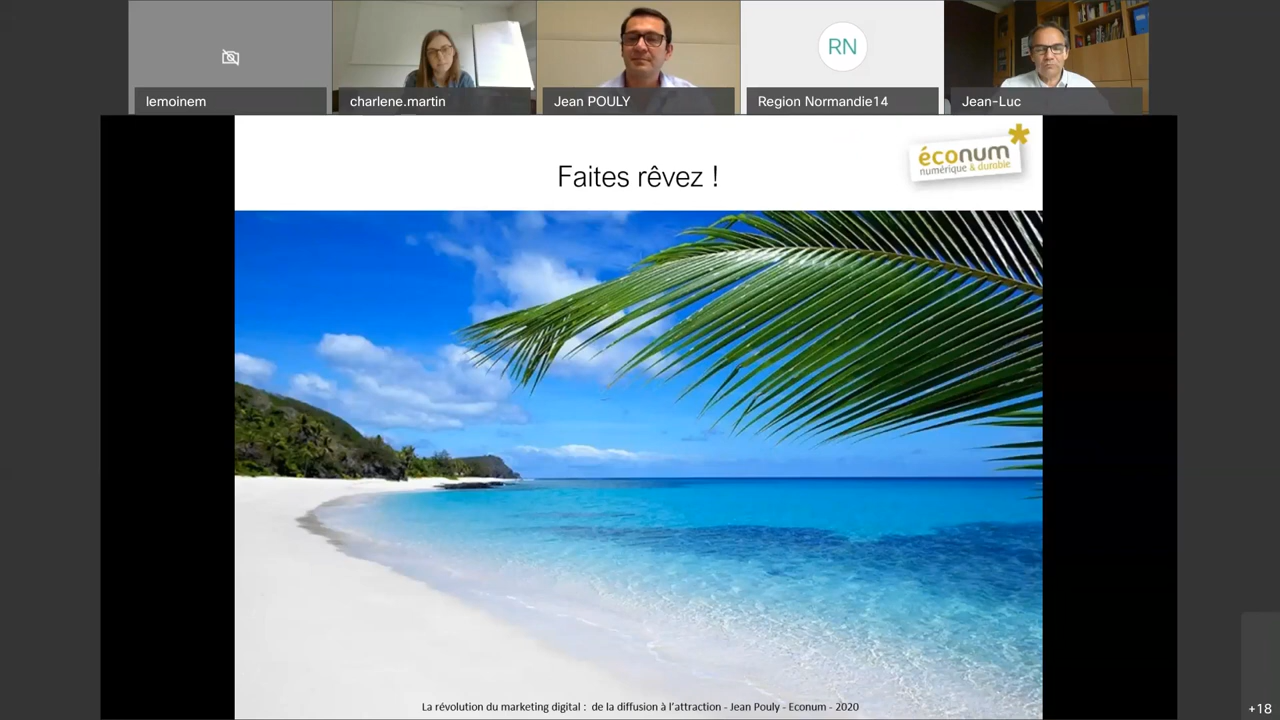 lemoinem
charlene.martin
Jean POULY
RN
Region Normandie14
Jean-Luc
Faites rêvez !
éconum
numérique & durable
La révolution du marketing digital : de la diffusion à l'attraction - Jean Pouly - Econum - 2020
+18